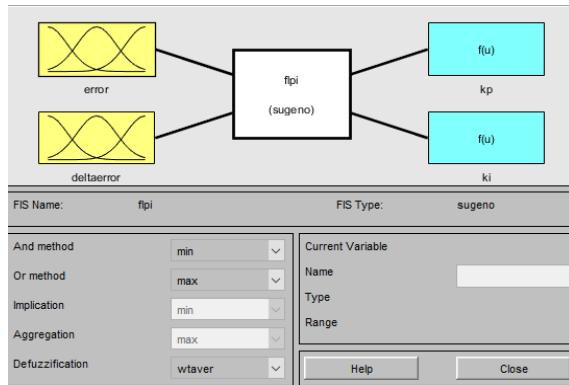 error
deltaerror
flpi
(sugeno)
f(u)
kp
f(u)
ki
FIS Name: flpi FIS Type: sugeno
And method min
Or method max
Implication min
Aggregation max
Defuzzification wtaver
Current Variable
Name
Type
Range
Help Close